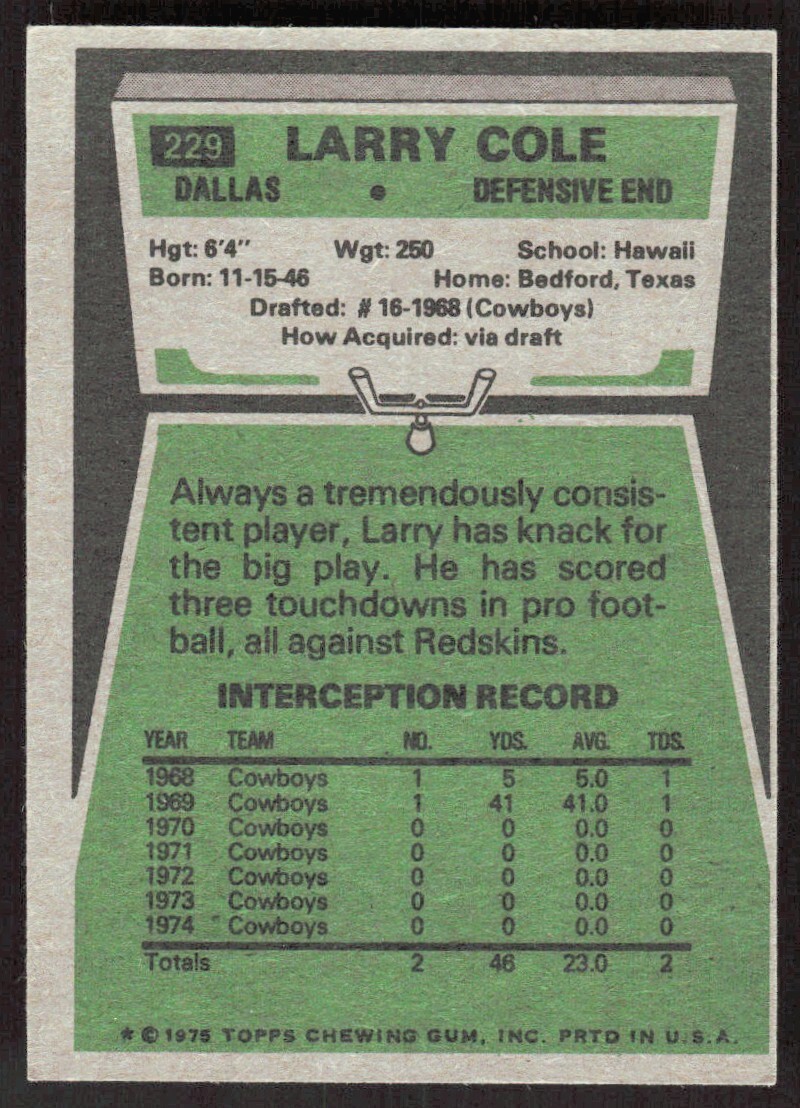 229 LARRY COLE
DALLAS • DEFENSIVE END
Hgt: 6'4" Wgt: 250 School: Hawaii
Born: 11-15-46 Home: Bedford, Texas
Drafted: # 16-1968 (Cowboys)
How Acquired: via draft
Always a tremendously consis-
tent player, Larry has knack for
the big play. He has scored
three touchdowns in pro foot-
ball, all against Redskins.
INTERCEPTION RECORD
YEAR TEAM NO. YDS. AVG. TDS.
1968 Cowboys 1 5 5.0 1
1969 Cowboys 1 41 41.0 1
1970 Cowboys 0 0 0.0 0
1971 Cowboys 0 0 0.0 0
1972 Cowboys 0 0 0.0 0
1973 Cowboys 0 0 0.0 0
1974 Cowboys 0 0 0.0 0
Totals 2 46 23.0 2
* © 1975 TOPPS CHEWING GUM, INC. PRTD IN U.S.A.